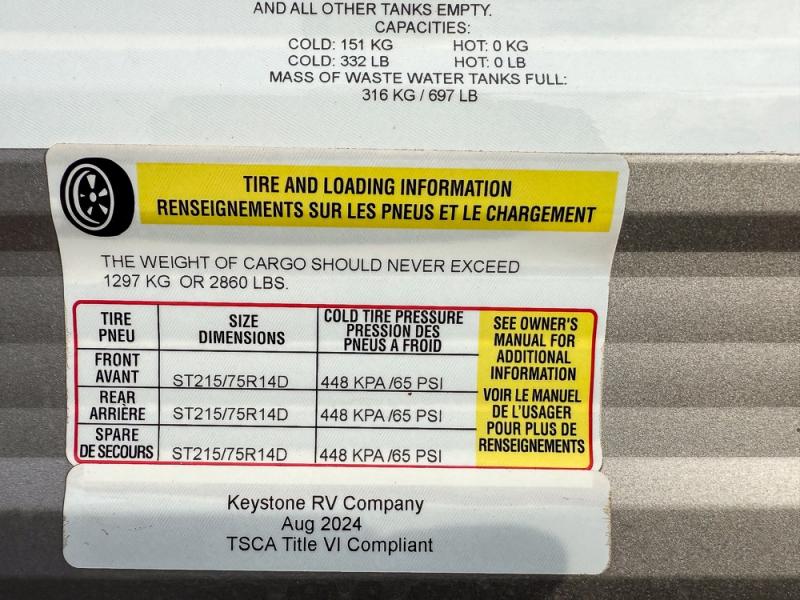 AND ALL OTHER TANKS EMPTY.
CAPACITIES:
COLD: 151 KG HOT: 0 KG
COLD: 332 LB HOT: 0 LB
MASS OF WASTE WATER TANKS FULL:
316 KG / 697 LB
TIRE AND LOADING INFORMATION
RENSEIGNEMENTS SUR LES PNEUS ET LE CHARGEMENT
THE WEIGHT OF CARGO SHOULD NEVER EXCEED
1297 KG OR 2860 LBS.
TIRE
PNEU
SIZE
DIMENSIONS
COLD TIRE PRESSURE
PRESSION DES
PNEUS A FROID
FRONT
AVANT
ST215/75R14D
448 KPA /65 PSI
REAR
ARRIÈRE
ST215/75R14D
448 KPA /65 PSI
SPARE
DE SECOURS
ST215/75R14D
448 KPA /65 PSI
SEE OWNER'S
MANUAL FOR
ADDITIONAL
INFORMATION
VOIR LE MANUEL
DE L'USAGER
POUR PLUS DE
RENSEIGNEMENTS
Keystone RV Company
Aug 2024
TSCA Title VI Compliant